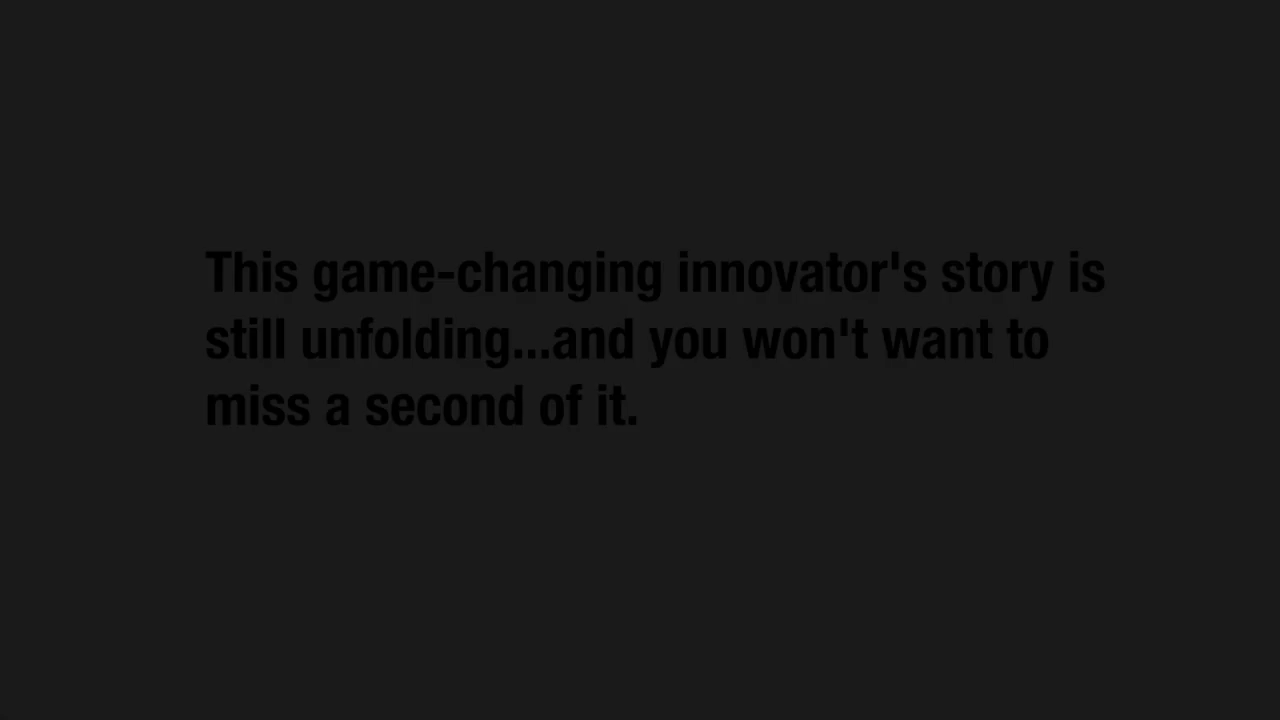 This game-changing innovator's story is
still unfolding...and you won't want to
miss a second of it.